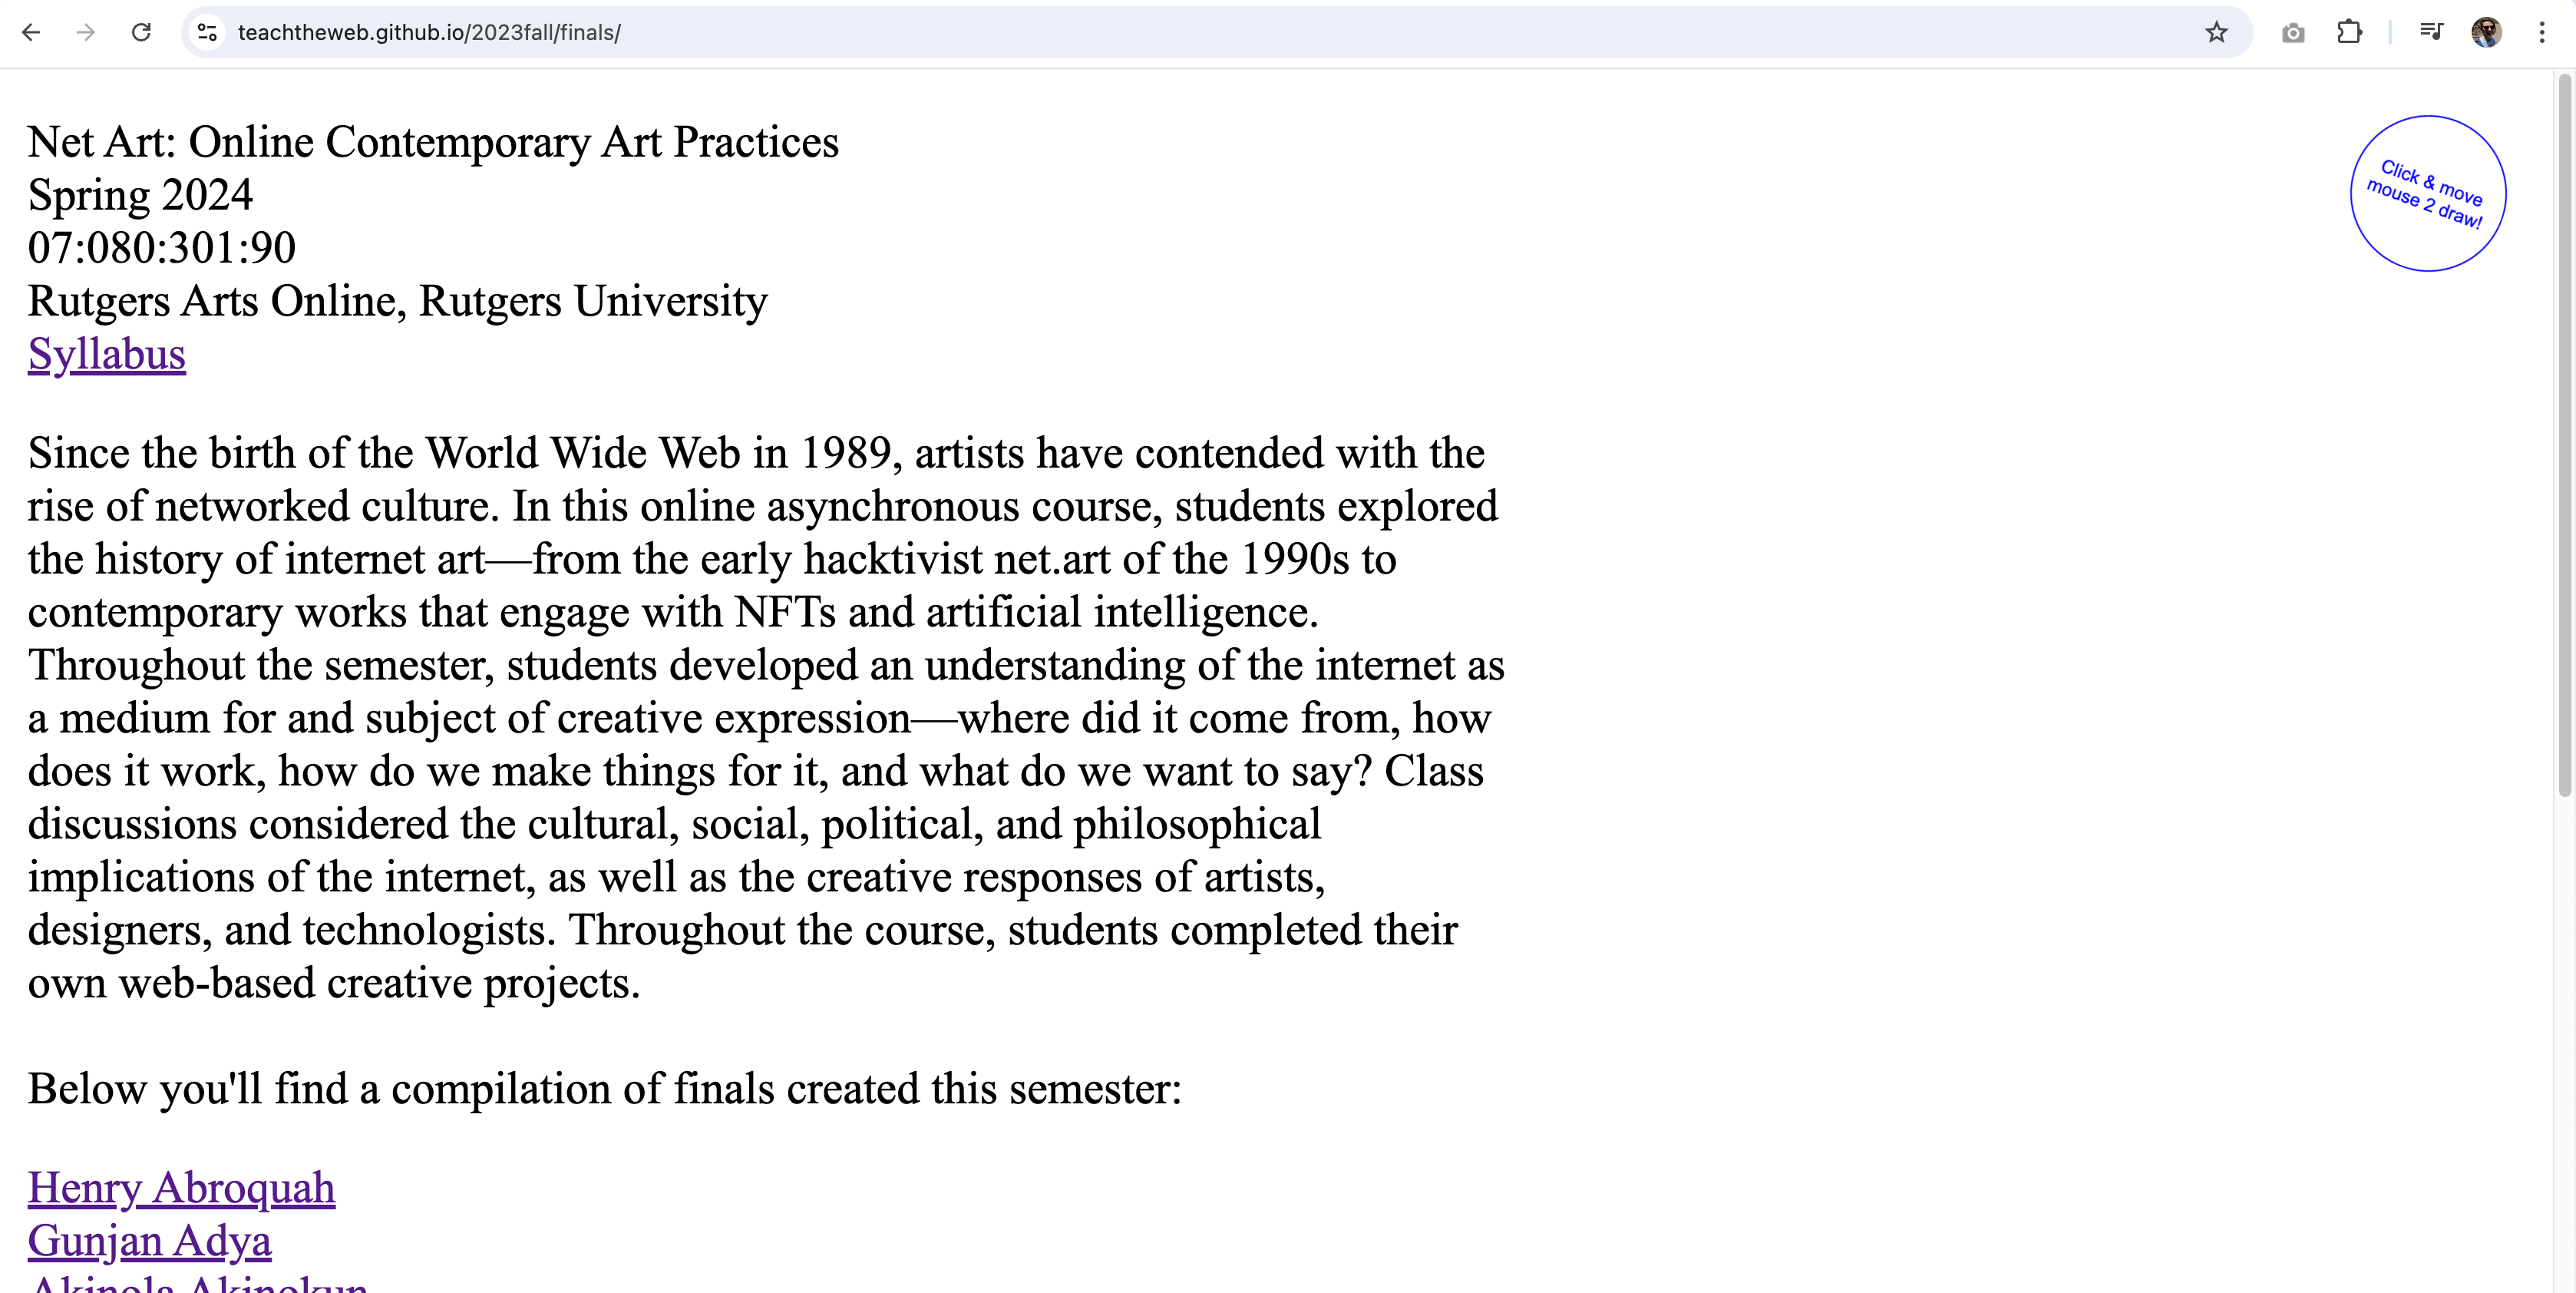 teachtheweb.github.io/2023fall/finals/
Net Art: Online Contemporary Art Practices
Spring 2024
07:080:301:90
Rutgers Arts Online, Rutgers University
Syllabus
Click & move
mouse 2 draw!
Since the birth of the World Wide Web in 1989, artists have contended with the
rise of networked culture. In this online asynchronous course, students explored
the history of internet art—from the early hacktivist net.art of the 1990s to
contemporary works that engage with NFTs and artificial intelligence.
Throughout the semester, students developed an understanding of the internet as
a medium for and subject of creative expression—where did it come from, how
does it work, how do we make things for it, and what do we want to say? Class
discussions considered the cultural, social, political, and philosophical
implications of the internet, as well as the creative responses of artists,
designers, and technologists. Throughout the course, students completed their
own web-based creative projects.
Below you'll find a compilation of finals created this semester:
Henry Abroquah
Gunjan Adya
Akinola Akinokun